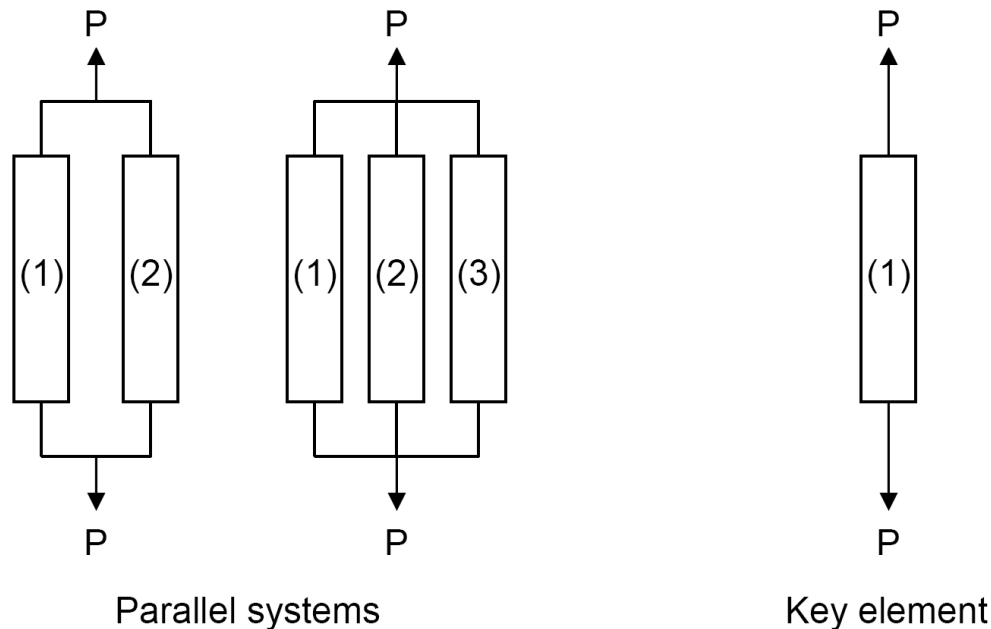 P P P
(1) (2) (1) (2) (3) (1)
P P P
Parallel systems Key element